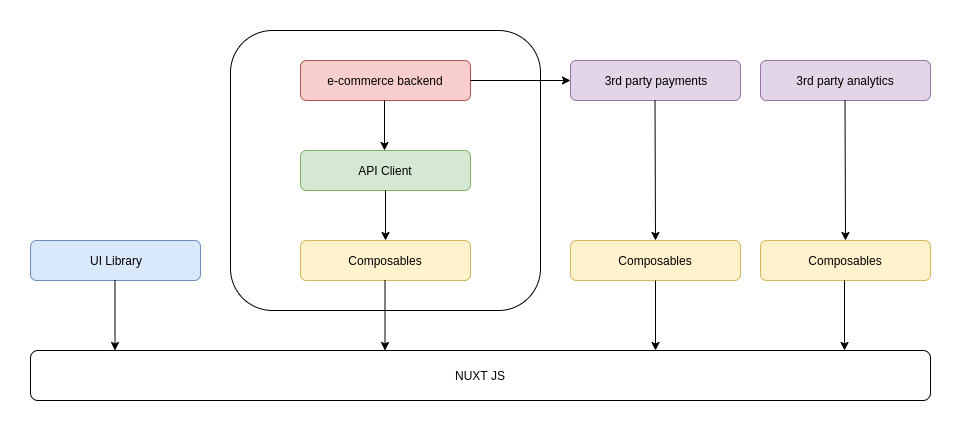 e-commerce backend
3rd party payments
3rd party analytics
API Client
UI Library
Composables
Composables
Composables
NUXT JS